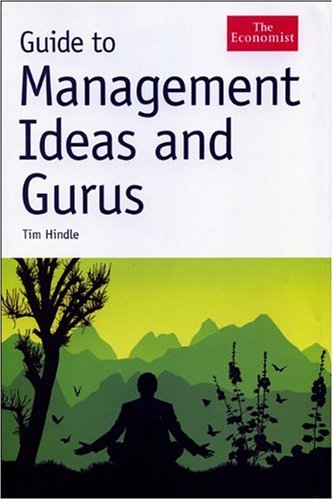 The
Economist
Guide to
Management
Ideas and
Gurus
Tim Hindle